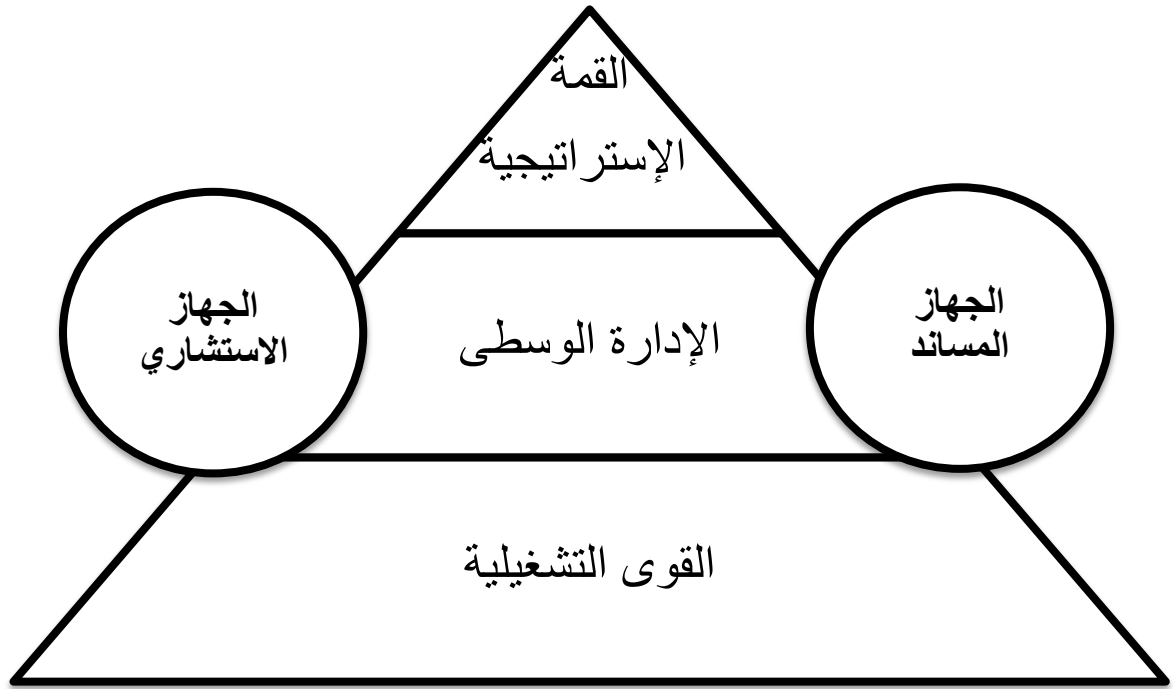 القمة
الإستراتيجية
الجهاز
المساند
الإدارة الوسطى
الجهاز
الاستشاري
القوى التشغيلية